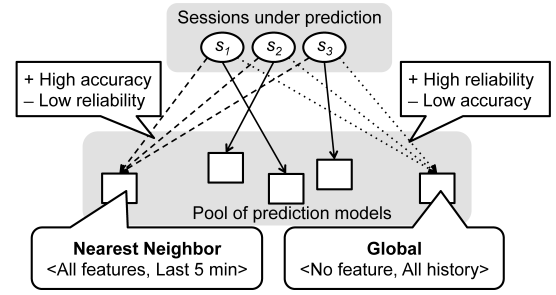 Sessions under prediction
s1 s2 s3
+ High accuracy
– Low reliability
+ High reliability
– Low accuracy
Pool of prediction models
Nearest Neighbor
<All features, Last 5 min>
Global
<No feature, All history>